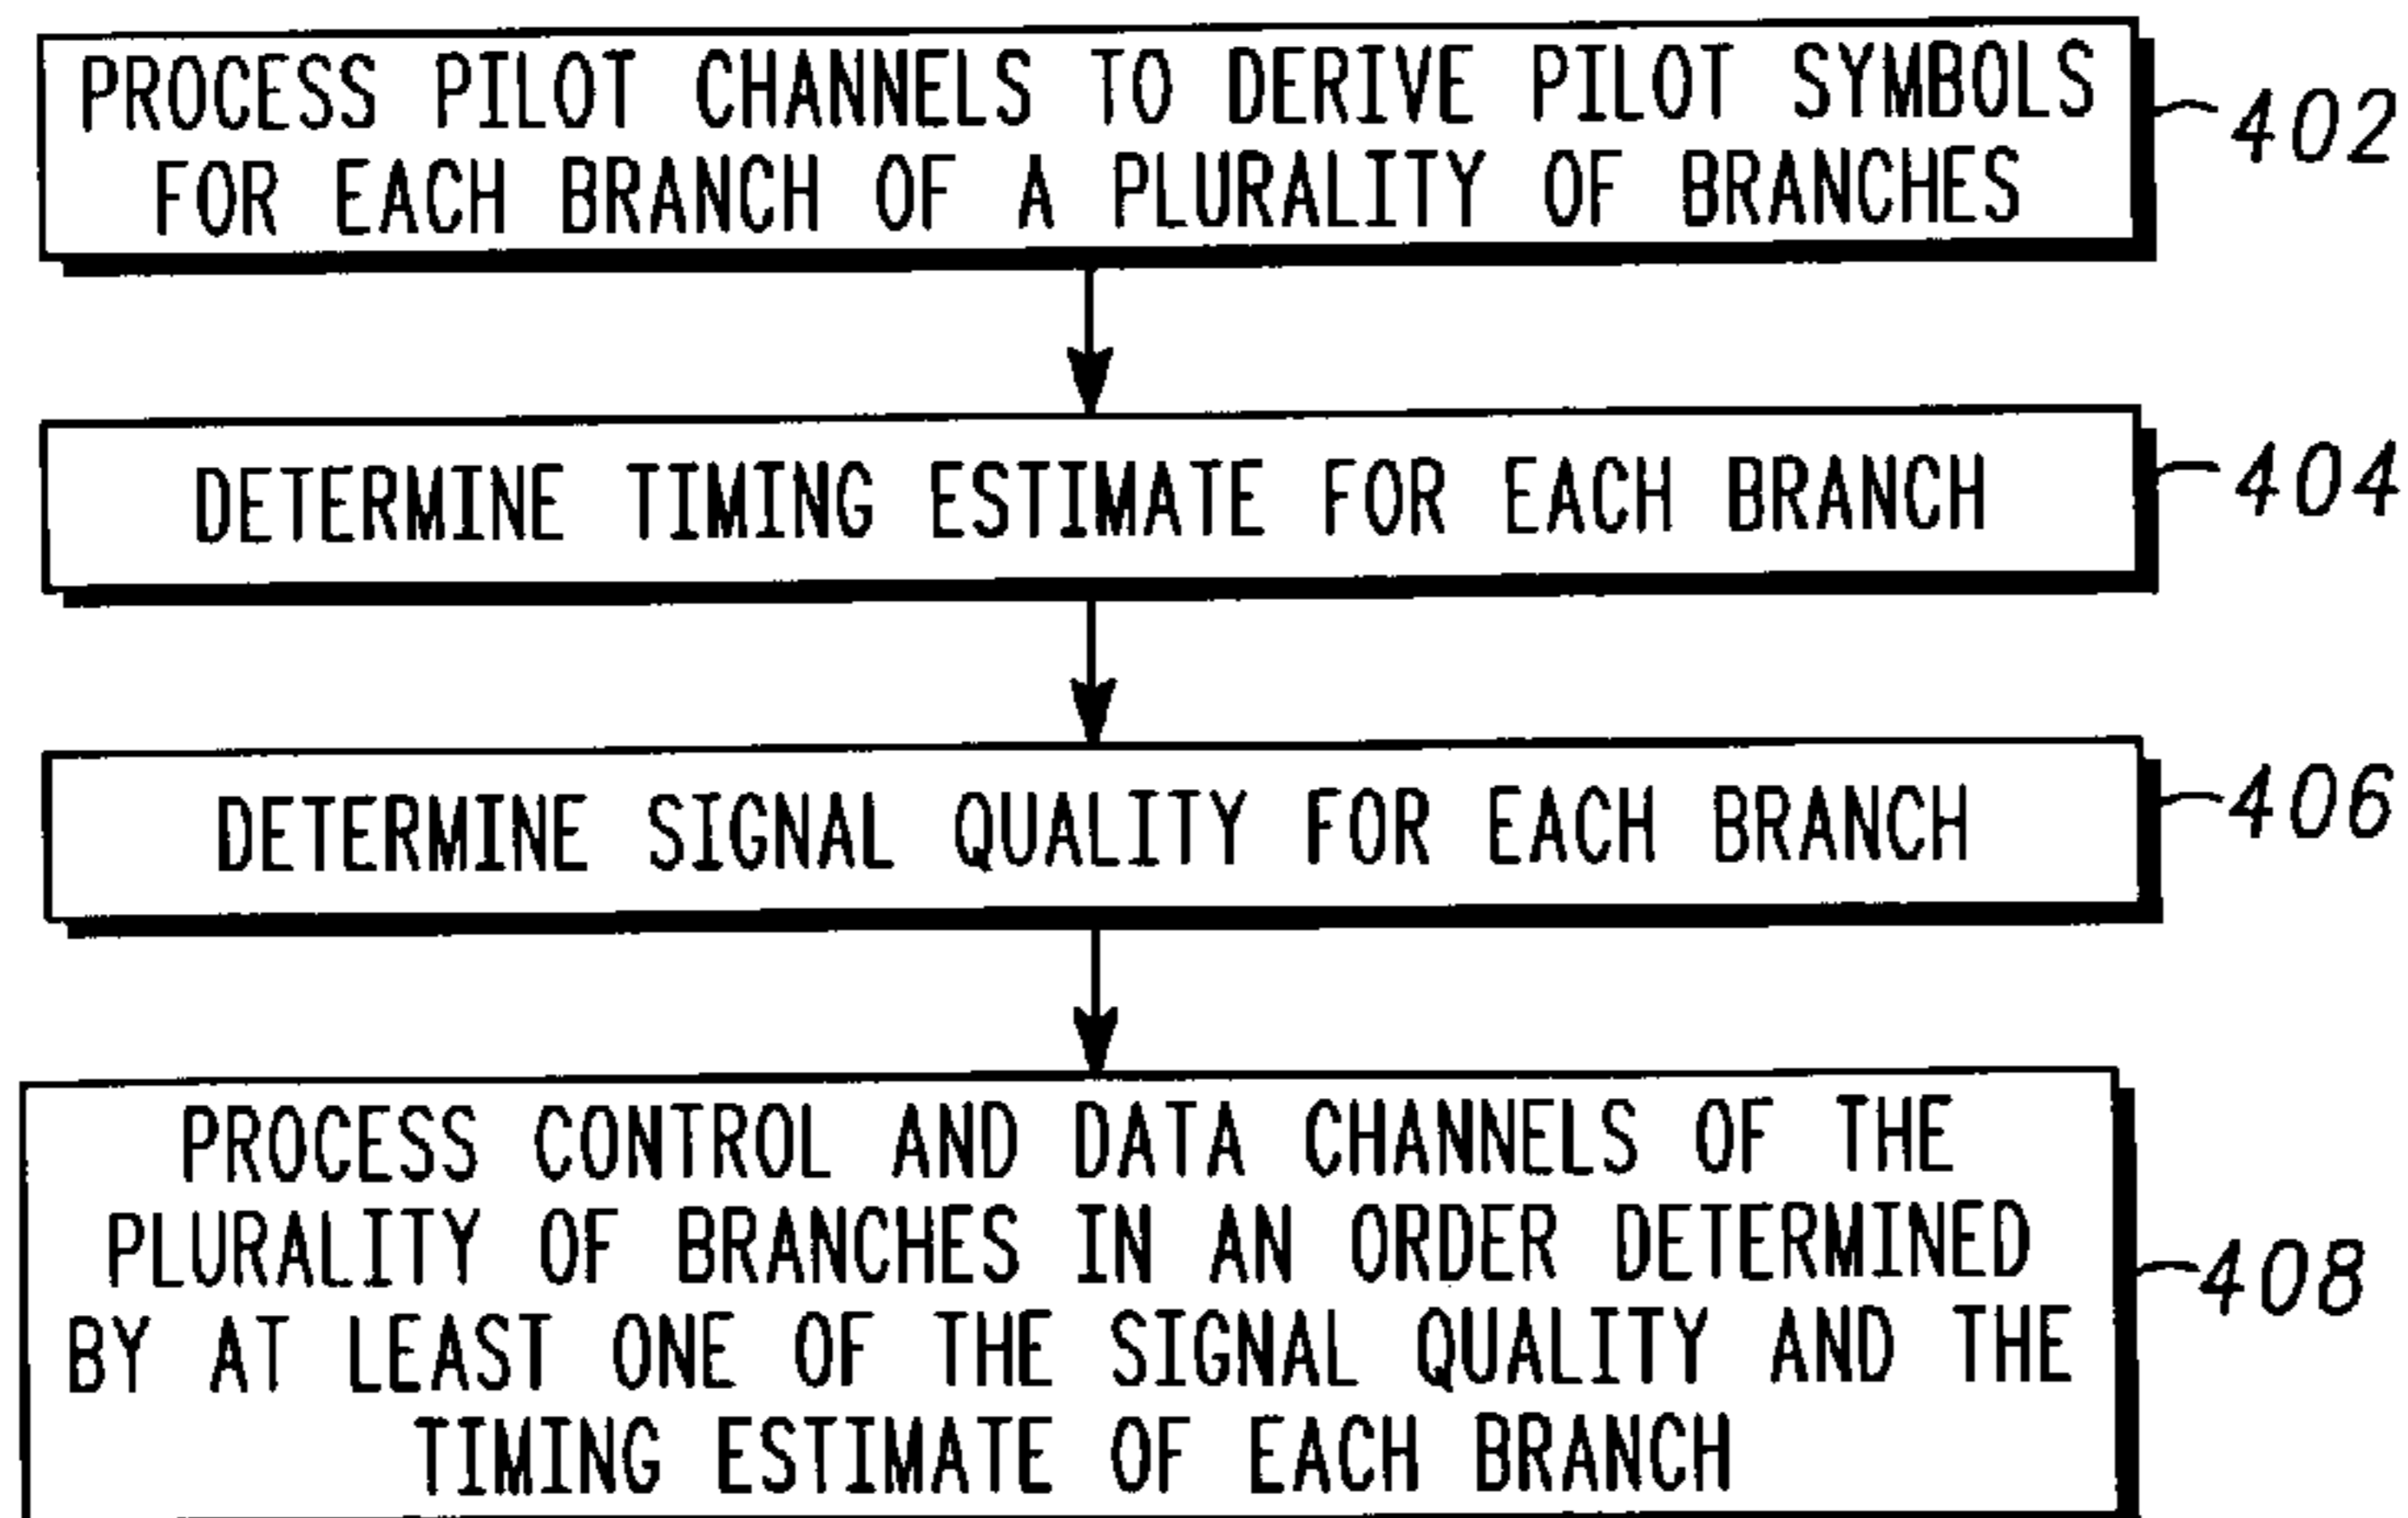 PROCESS PILOT CHANNELS TO DERIVE PILOT SYMBOLS
FOR EACH BRANCH OF A PLURALITY OF BRANCHES
402
DETERMINE TIMING ESTIMATE FOR EACH BRANCH
404
DETERMINE SIGNAL QUALITY FOR EACH BRANCH
406
PROCESS CONTROL AND DATA CHANNELS OF THE
PLURALITY OF BRANCHES IN AN ORDER DETERMINED
BY AT LEAST ONE OF THE SIGNAL QUALITY AND THE
TIMING ESTIMATE OF EACH BRANCH
408